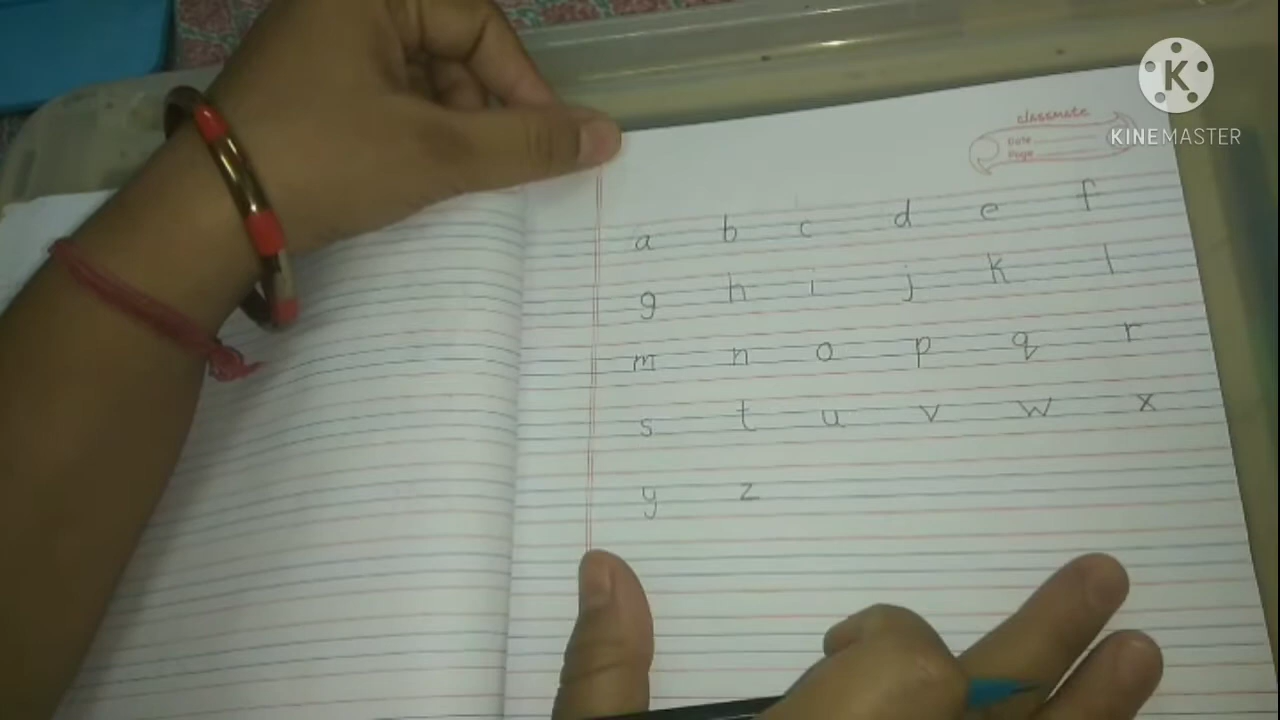 KINEMASTER
classmate
Date
Page
a b c d e f
g h i j k l
m n o p q r
s t u v w x
y z